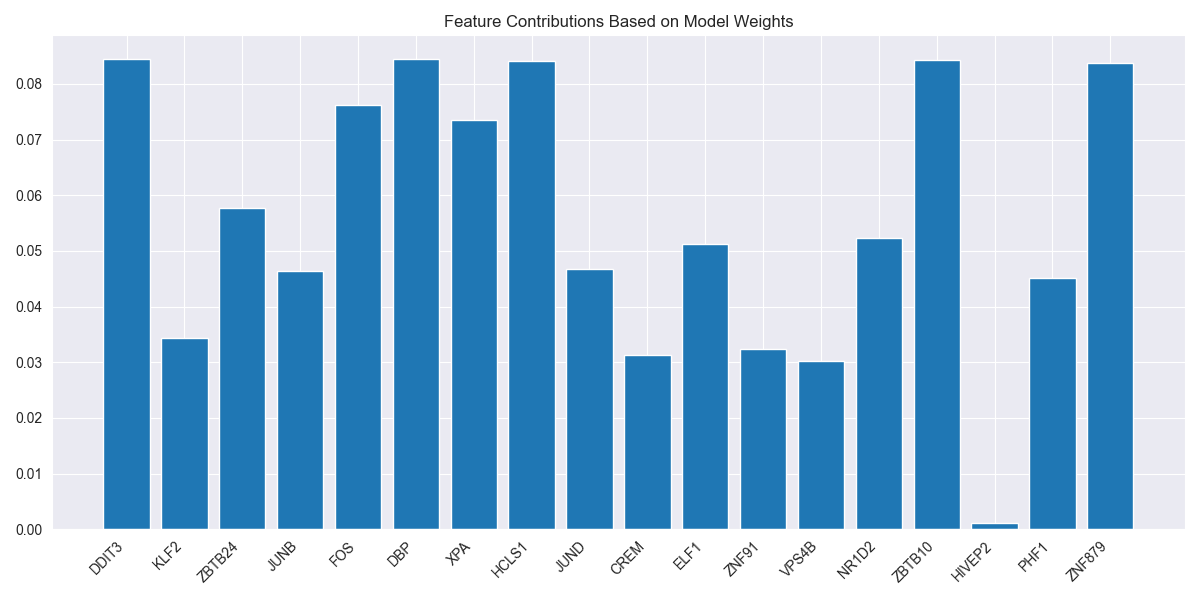 Feature Contributions Based on Model Weights
0.08
0.07
0.06
0.05
0.04
0.03
0.02
0.01
0.00
DDIT3
KLF2
ZBTB24
JUNB
FOS
DBP
XPA
HCLS1
JUND
CREM
ELF1
ZNF91
VPS4B
NR1D2
ZBTB10
HIVEP2
PHF1
ZNF879